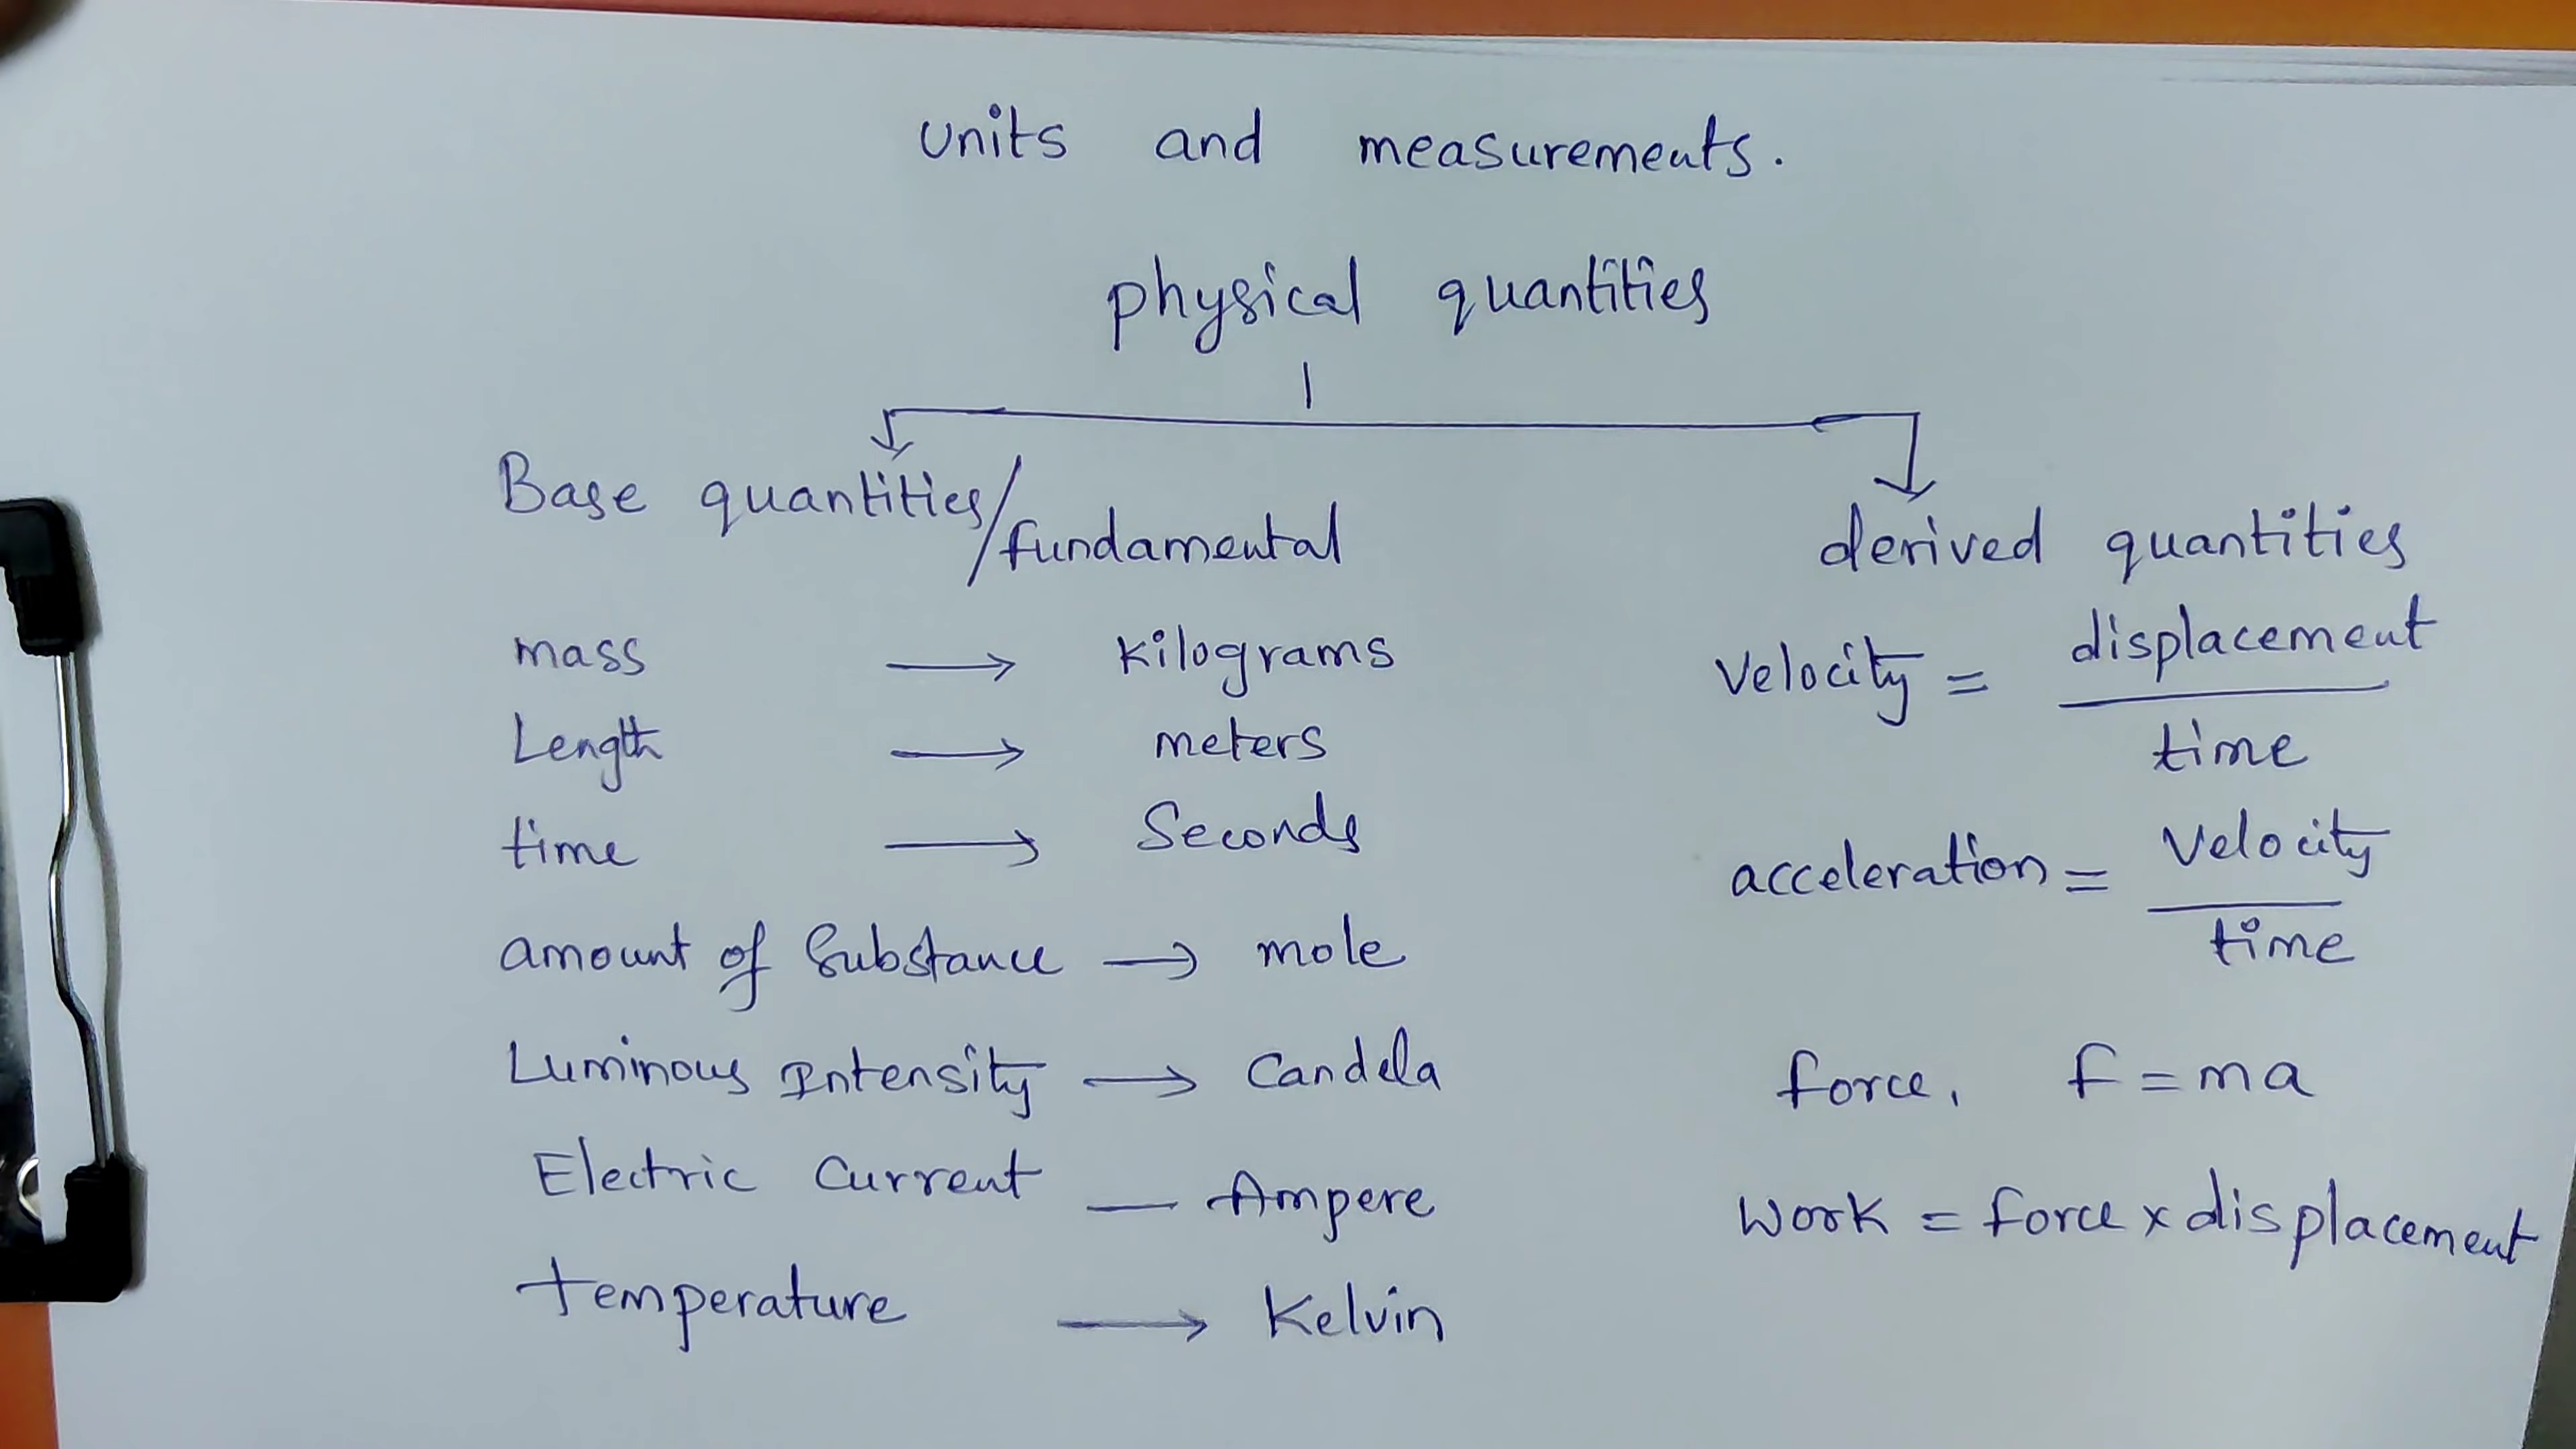 units and measurements.
physical quantities
Base quantities/fundamental
mass → kilograms
Length → meters
time → Seconds
amount of Substance → mole
Luminous Intensity → Candela
Electric Current — Ampere
temperature → Kelvin
derived quantities
Velocity = displacement
time
acceleration = Velocity
time
force, f = ma
Work = force x displacement